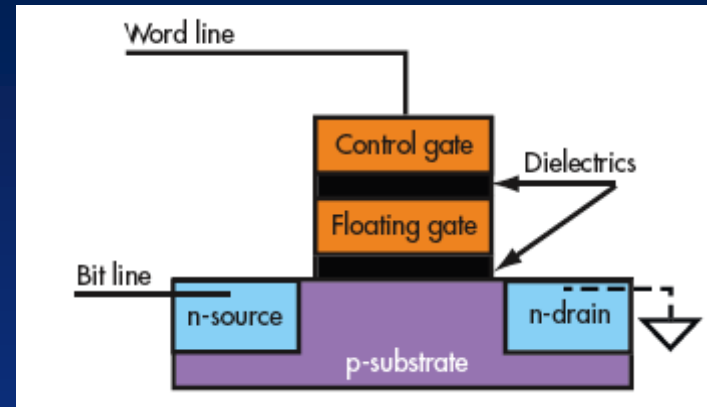 Word line
Control gate
Dielectrics
Floating gate
Bit line
n-source
n-drain
p-substrate